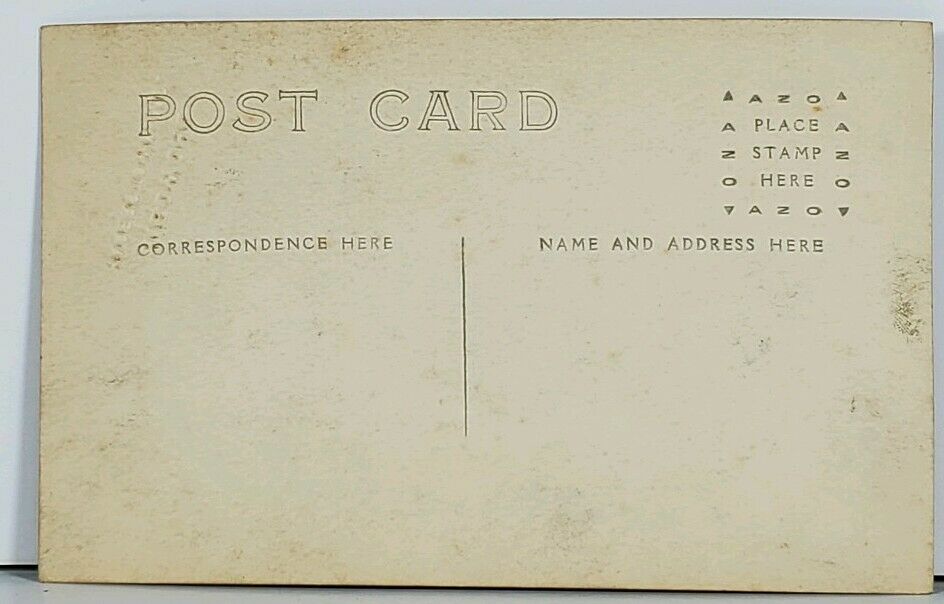 POST CARD
AZO
A PLACE A
N STAMP N
O HERE O
AZO
CORRESPONDENCE HERE
NAME AND ADDRESS HERE